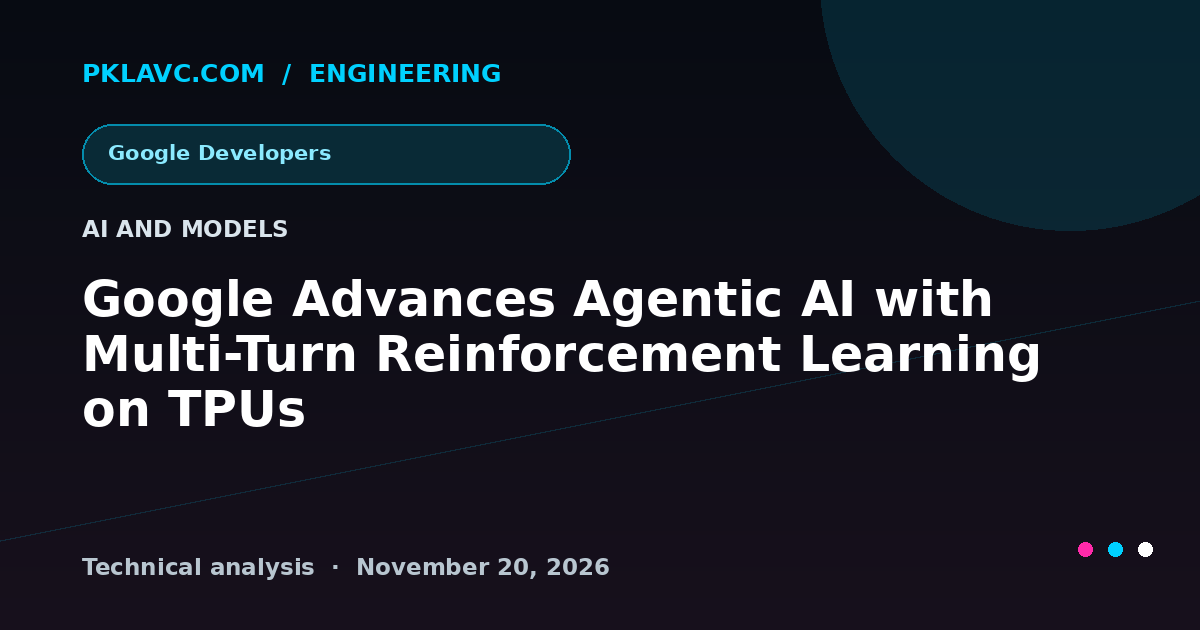 PKLAVC.COM / ENGINEERING
Google Developers
AI AND MODELS
Google Advances Agentic AI with
Multi-Turn Reinforcement Learning
on TPUs
Technical analysis · November 20, 2026